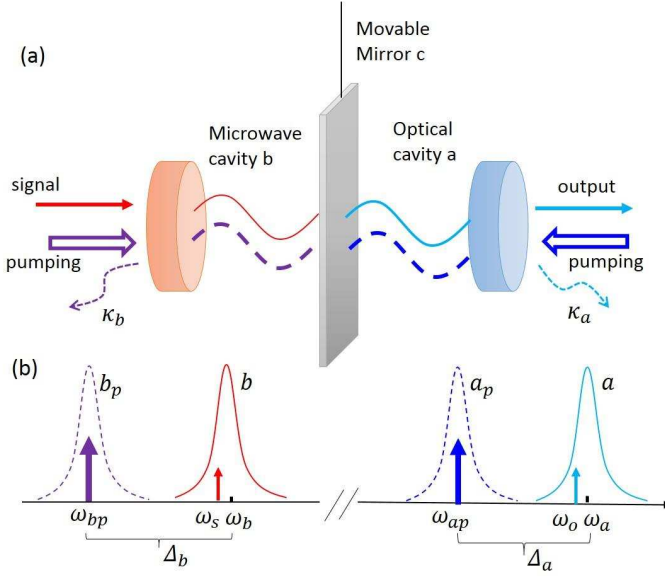 (a)
Movable
Mirror c
Microwave
cavity b
Optical
cavity a
signal
output
pumping
pumping
κ_b
κ_a
(b)
b_p
b
a_p
a
ω_bp
ω_s ω_b
//
ω_ap
ω_o ω_a
Δ_b
Δ_a